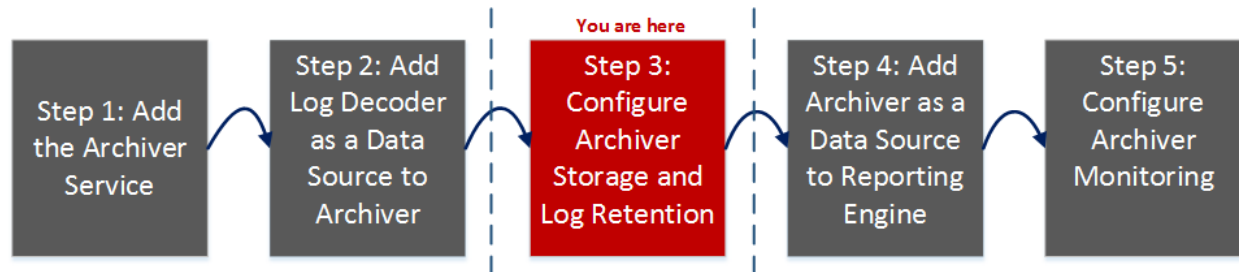 You are here
Step 1: Add
the Archiver
Service
Step 2: Add
Log Decoder
as a Data
Source to
Archiver
Step 3:
Configure
Archiver
Storage and
Log Retention
Step 4: Add
Archiver as a
Data Source
to Reporting
Engine
Step 5:
Configure
Archiver
Monitoring